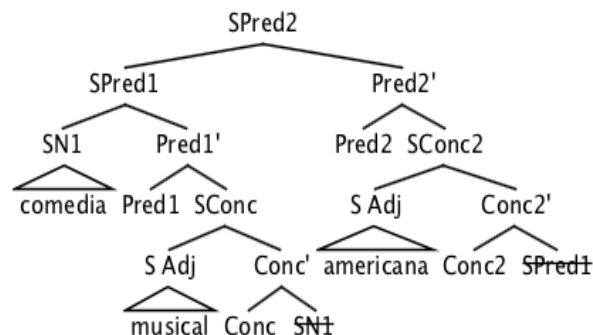 SPred2
SPred1 Pred2'
SN1 Pred1' Pred2 SConc2
comedia Pred1 SConc S Adj Conc2'
S Adj Conc' americana Conc2 SPred1
musical Conc SN1